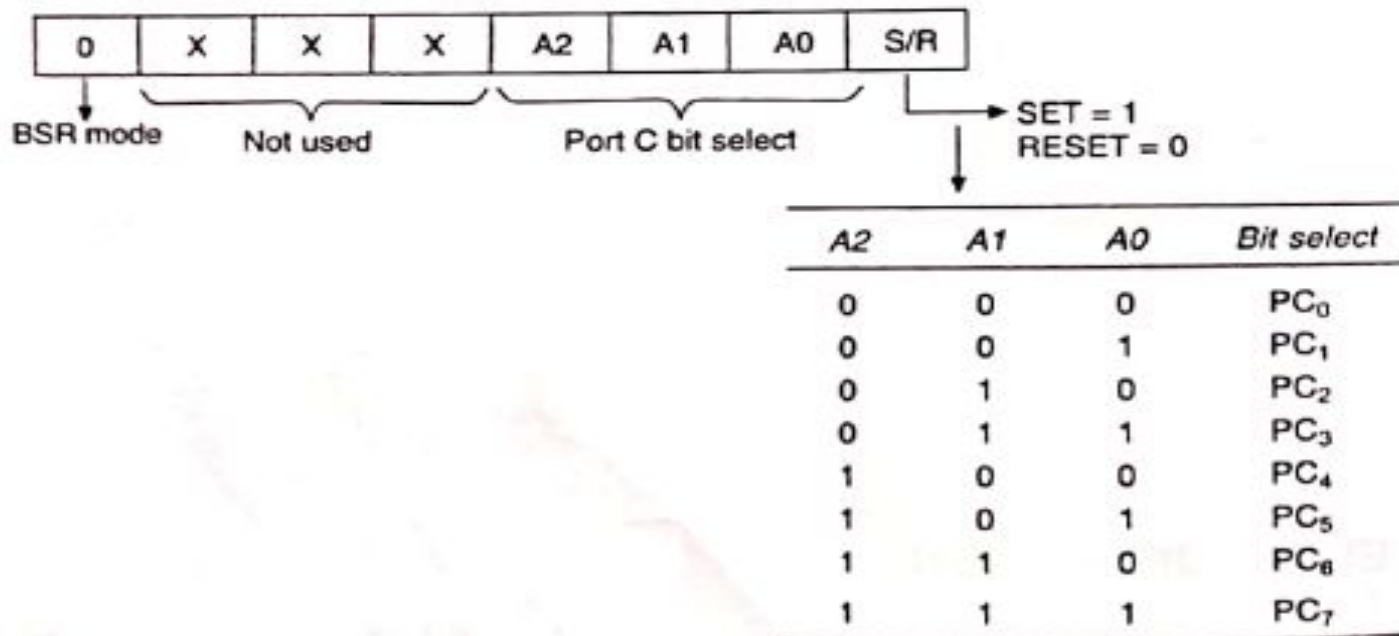 0 X X X A2 A1 A0 S/R
BSR mode
Not used
Port C bit select
SET = 1
RESET = 0
A2 A1 A0 Bit select
0 0 0 PC₀
0 0 1 PC₁
0 1 0 PC₂
0 1 1 PC₃
1 0 0 PC₄
1 0 1 PC₅
1 1 0 PC₆
1 1 1 PC₇